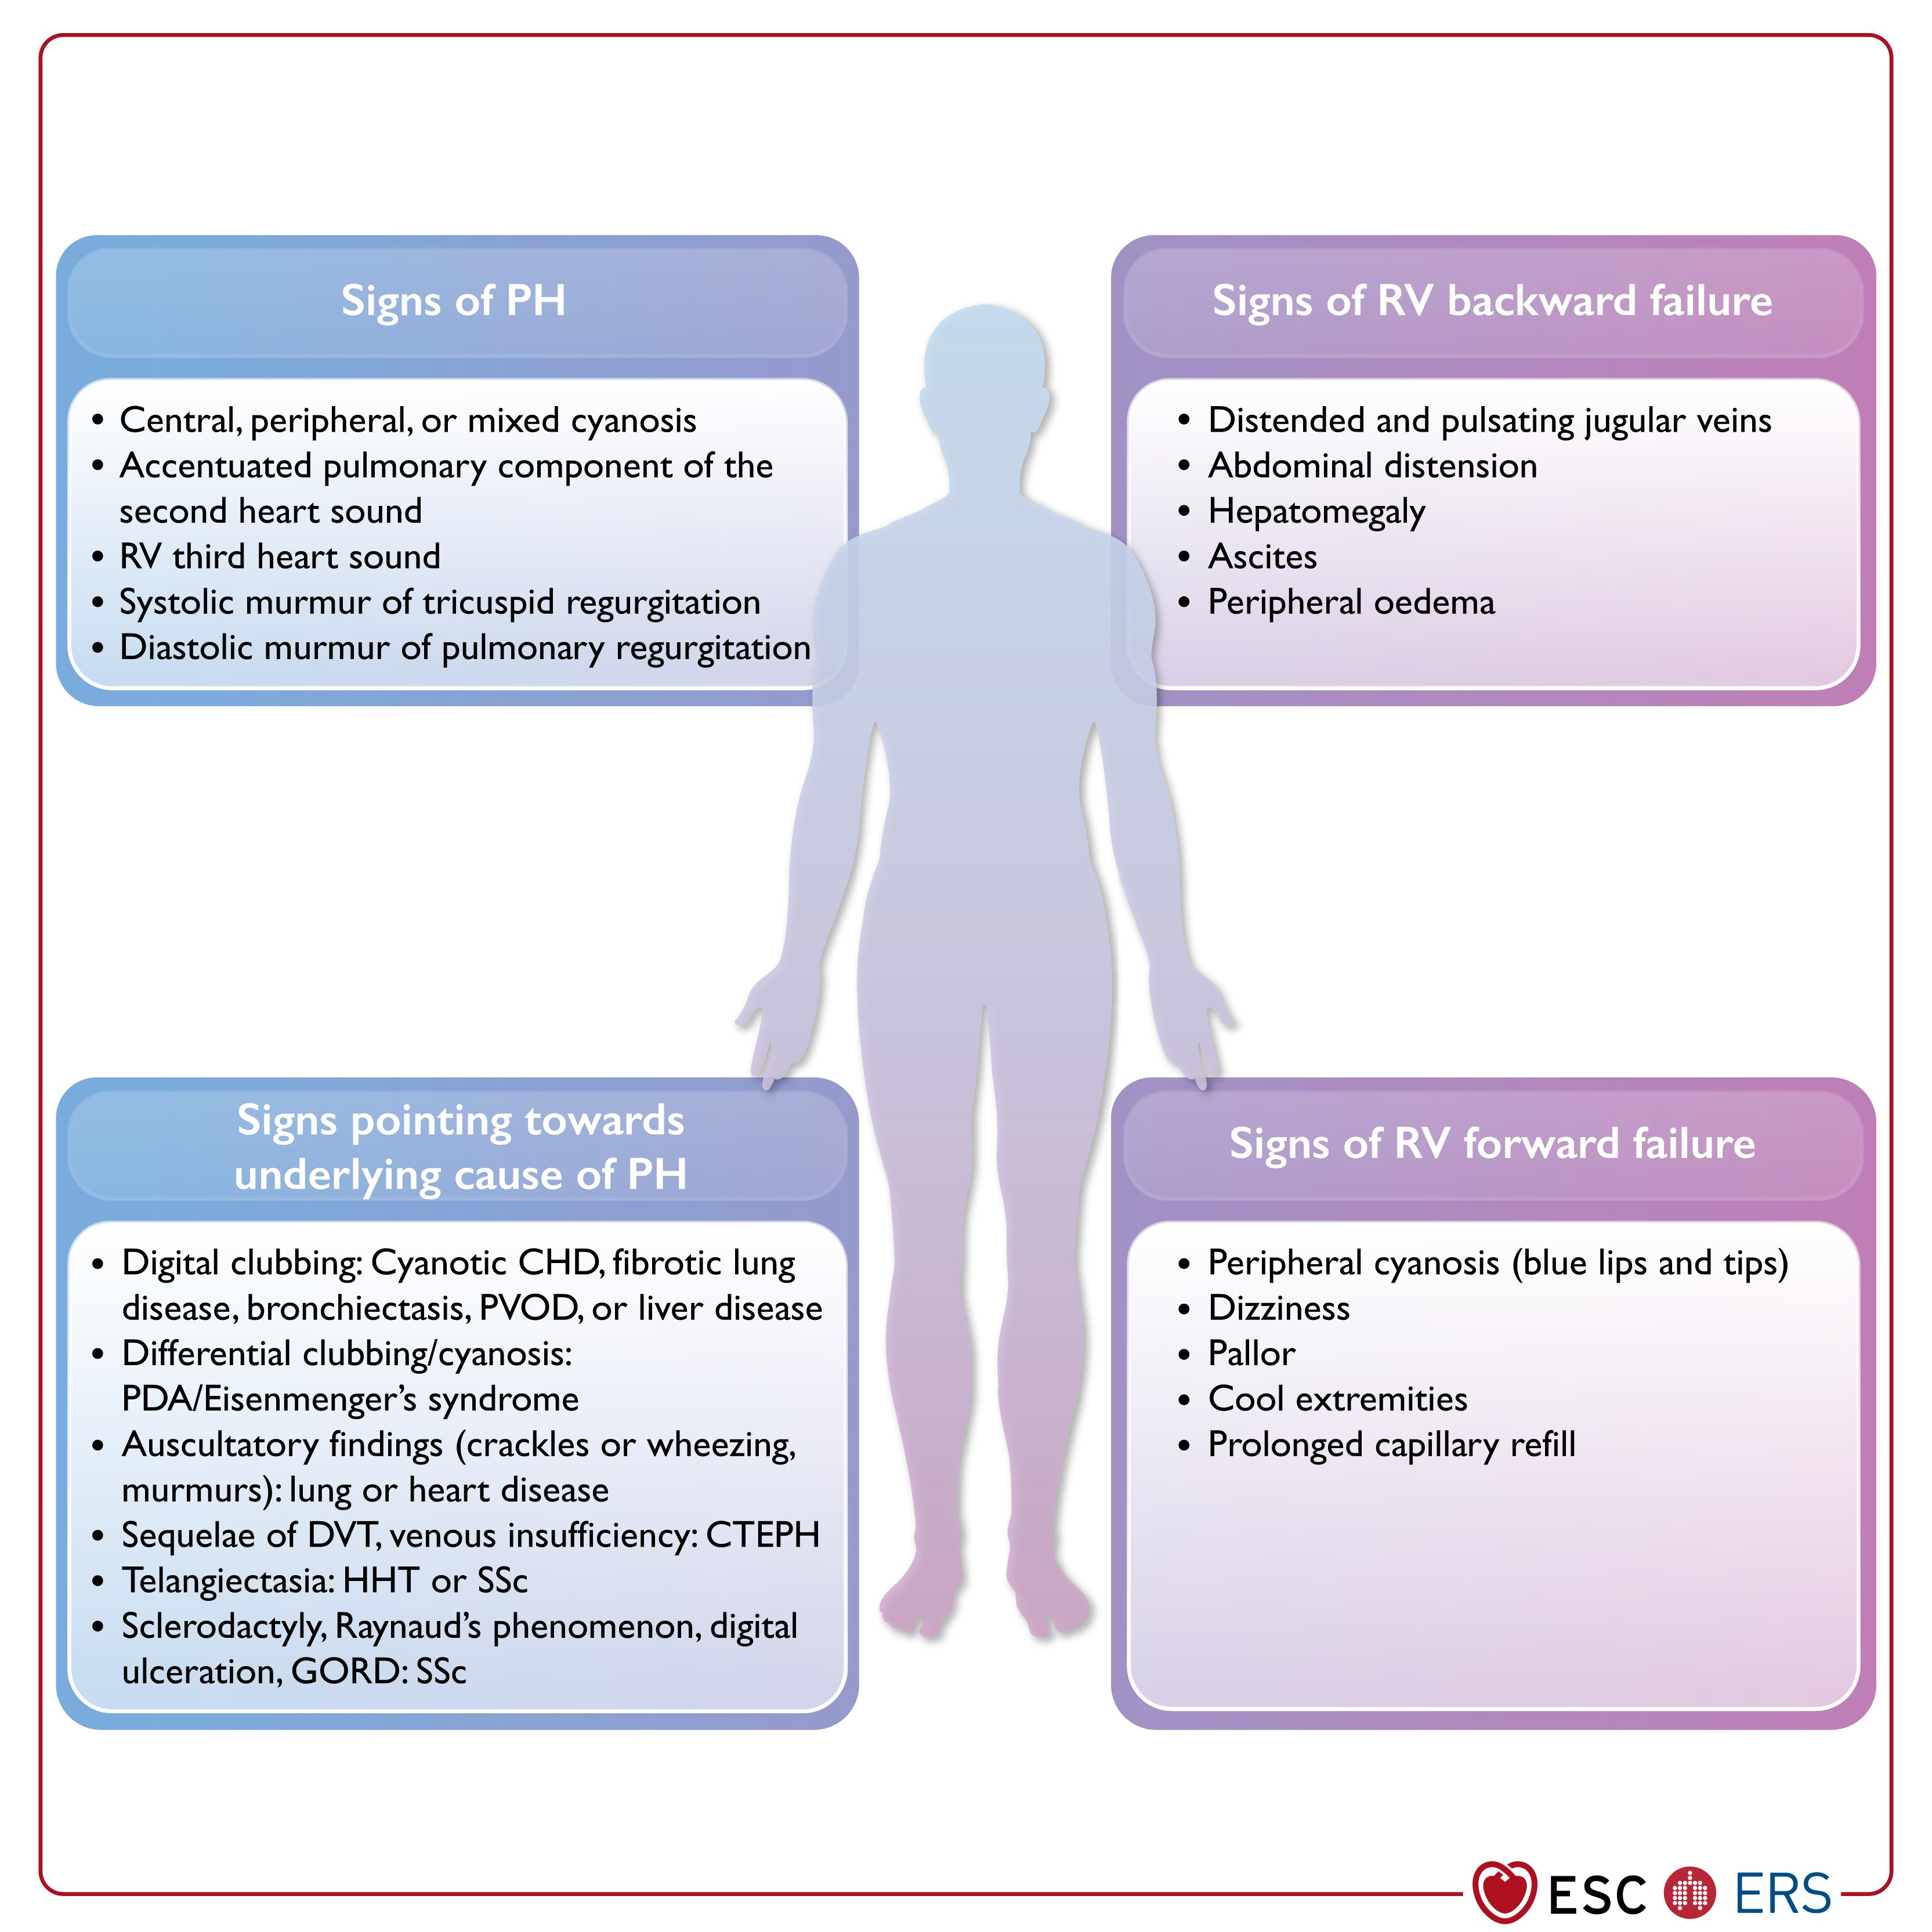 Signs of PH
• Central, peripheral, or mixed cyanosis
• Accentuated pulmonary component of the
second heart sound
• RV third heart sound
• Systolic murmur of tricuspid regurgitation
• Diastolic murmur of pulmonary regurgitation
Signs of RV backward failure
• Distended and pulsating jugular veins
• Abdominal distension
• Hepatomegaly
• Ascites
• Peripheral oedema
Signs pointing towards
underlying cause of PH
• Digital clubbing: Cyanotic CHD, fibrotic lung
disease, bronchiectasis, PVOD, or liver disease
• Differential clubbing/cyanosis:
PDA/Eisenmenger’s syndrome
• Auscultatory findings (crackles or wheezing,
murmurs): lung or heart disease
• Sequelae of DVT, venous insufficiency: CTEPH
• Telangiectasia: HHT or SSc
• Sclerodactyly, Raynaud’s phenomenon, digital
ulceration, GORD: SSc
Signs of RV forward failure
• Peripheral cyanosis (blue lips and tips)
• Dizziness
• Pallor
• Cool extremities
• Prolonged capillary refill
ESC ERS